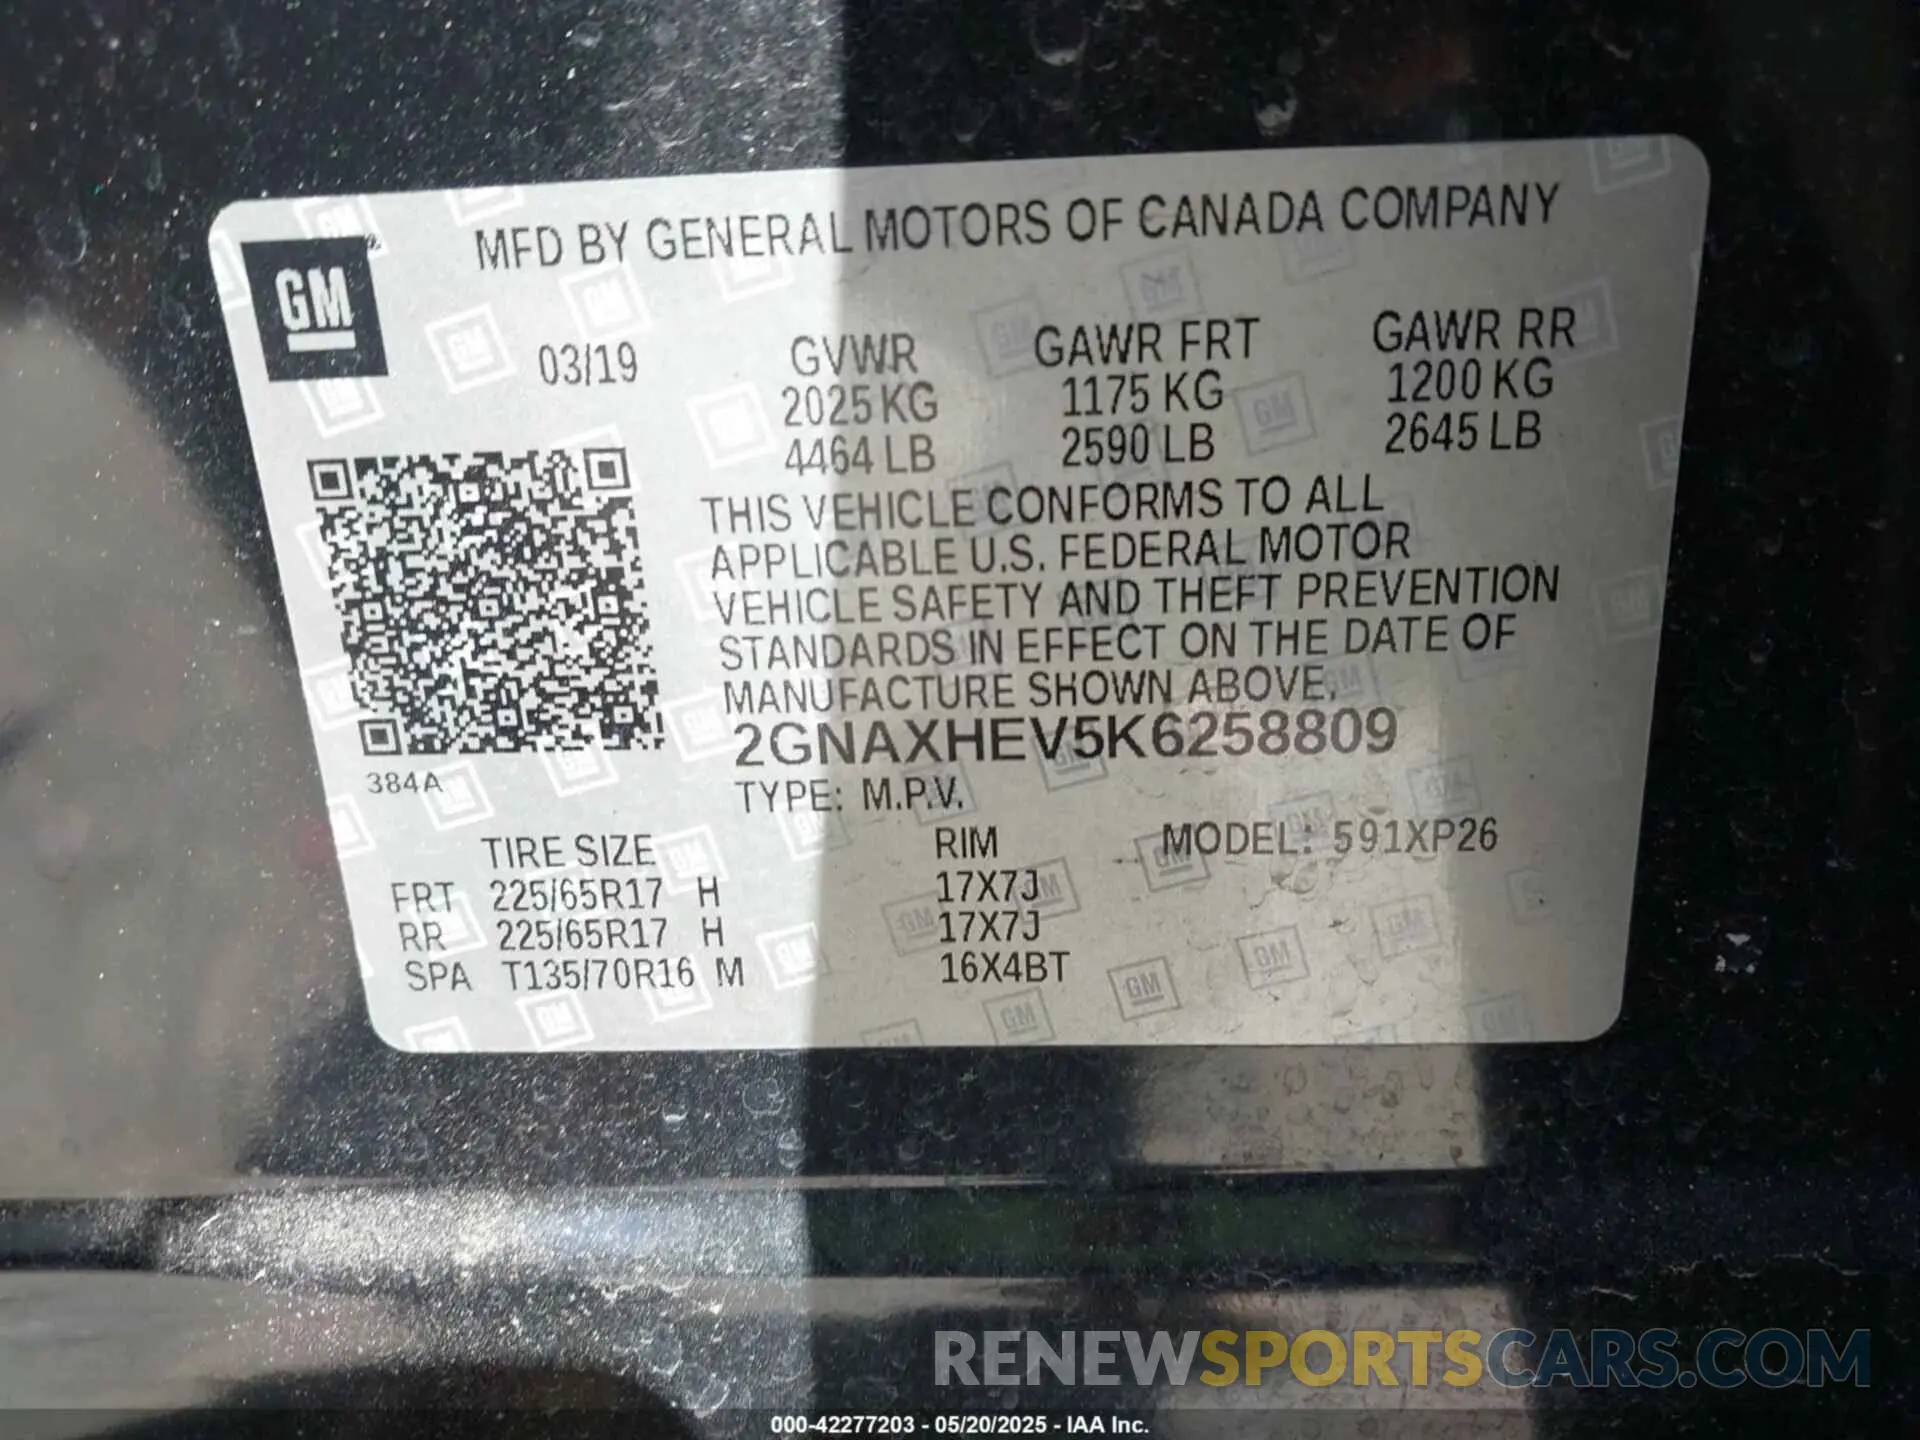 MFD BY GENERAL MOTORS OF CANADA COMPANY
GM
03/19
GVWR GAWR FRT GAWR RR
2025 KG 1175 KG 1200 KG
4464 LB 2590 LB 2645 LB
THIS VEHICLE CONFORMS TO ALL
APPLICABLE U.S. FEDERAL MOTOR
VEHICLE SAFETY AND THEFT PREVENTION
STANDARDS IN EFFECT ON THE DATE OF
MANUFACTURE SHOWN ABOVE.
2GNAXHEV5K6258809
384A
TYPE: M.P.V.
TIRE SIZE RIM MODEL: 591XP26
FRT 225/65R17 H 17X7J
RR 225/65R17 H 17X7J
SPA T135/70R16 M 16X4BT
RENEWSPORTSCARS.COM
000-42277203 - 05/20/2025 - IAA Inc.